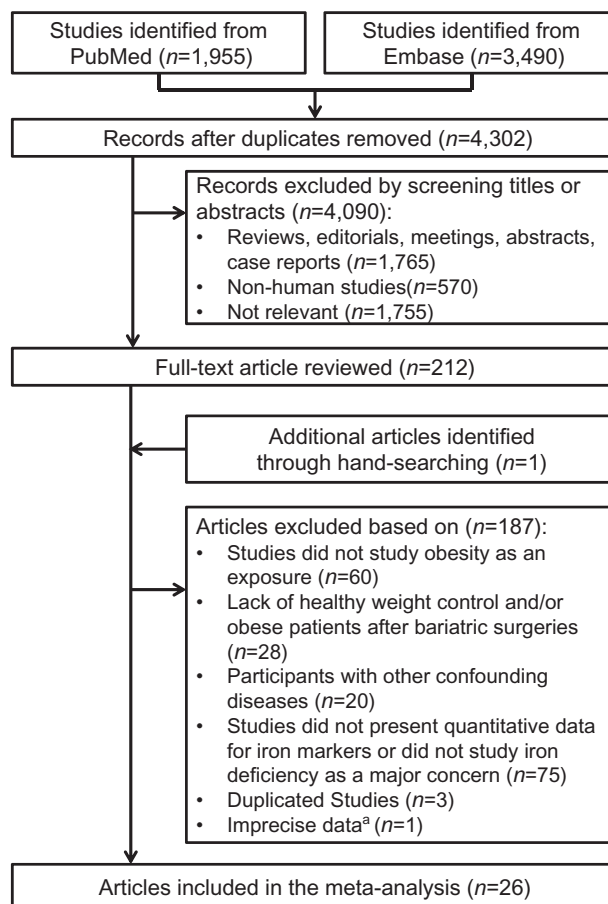 Studies identified from
PubMed (n=1,955)
Studies identified from
Embase (n=3,490)
Records after duplicates removed (n=4,302)
Records excluded by screening titles or
abstracts (n=4,090):
• Reviews, editorials, meetings, abstracts,
case reports (n=1,765)
• Non-human studies(n=570)
• Not relevant (n=1,755)
Full-text article reviewed (n=212)
Additional articles identified
through hand-searching (n=1)
Articles excluded based on (n=187):
• Studies did not study obesity as an
exposure (n=60)
• Lack of healthy weight control and/or
obese patients after bariatric surgeries
(n=28)
• Participants with other confounding
diseases (n=20)
• Studies did not present quantitative data
for iron markers or did not study iron
deficiency as a major concern (n=75)
• Duplicated Studies (n=3)
• Imprecise dataᵃ (n=1)
Articles included in the meta-analysis (n=26)